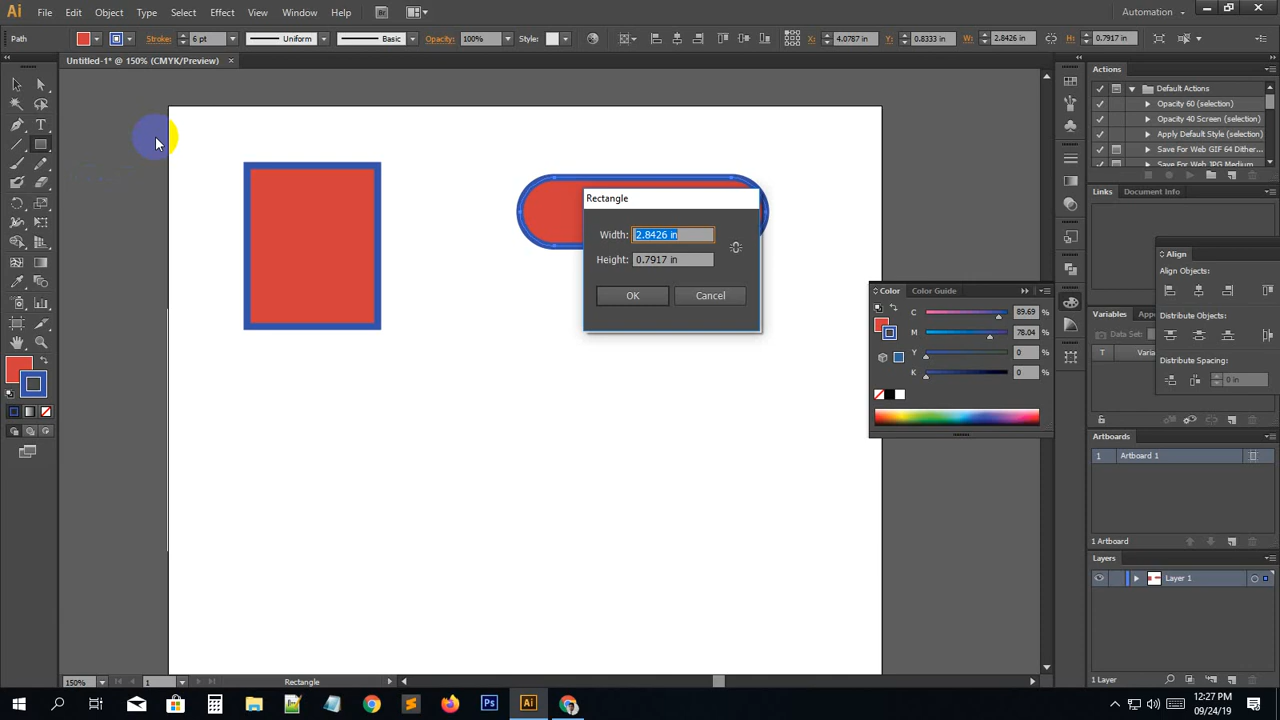 Ai File Edit Object Type Select Effect View Window Help Br Automation
Path Stroke: 6 pt Uniform Basic Opacity: 100% Style: X: 4.0787 in Y: 0.8333 in W: 2.8426 in H: 0.7917 in
Untitled-1* @ 150% (CMYK/Preview)
Actions
Default Actions
Opacity 60 (selection)
Opacity 40 Screen (selection)
Apply Default Style (selection)
Save For Web GIF 64 Dither...
Save For Web JPG Medium
Links Document Info
Rectangle
Width: 2.8426 in
Height: 0.7917 in
OK Cancel
Align
Align Objects:
Distribute Objects:
Distribute Spacing:
0 in
Color Color Guide
C 89.69 %
M 78.04 %
Y 0 %
K 0 %
Variables
Data Set:
T
Artboards
1 Artboard 1
1 Artboard
Layers
Layer 1
1 Layer
150% 1 Rectangle
Ps Ai
12:27 PM
09/24/19